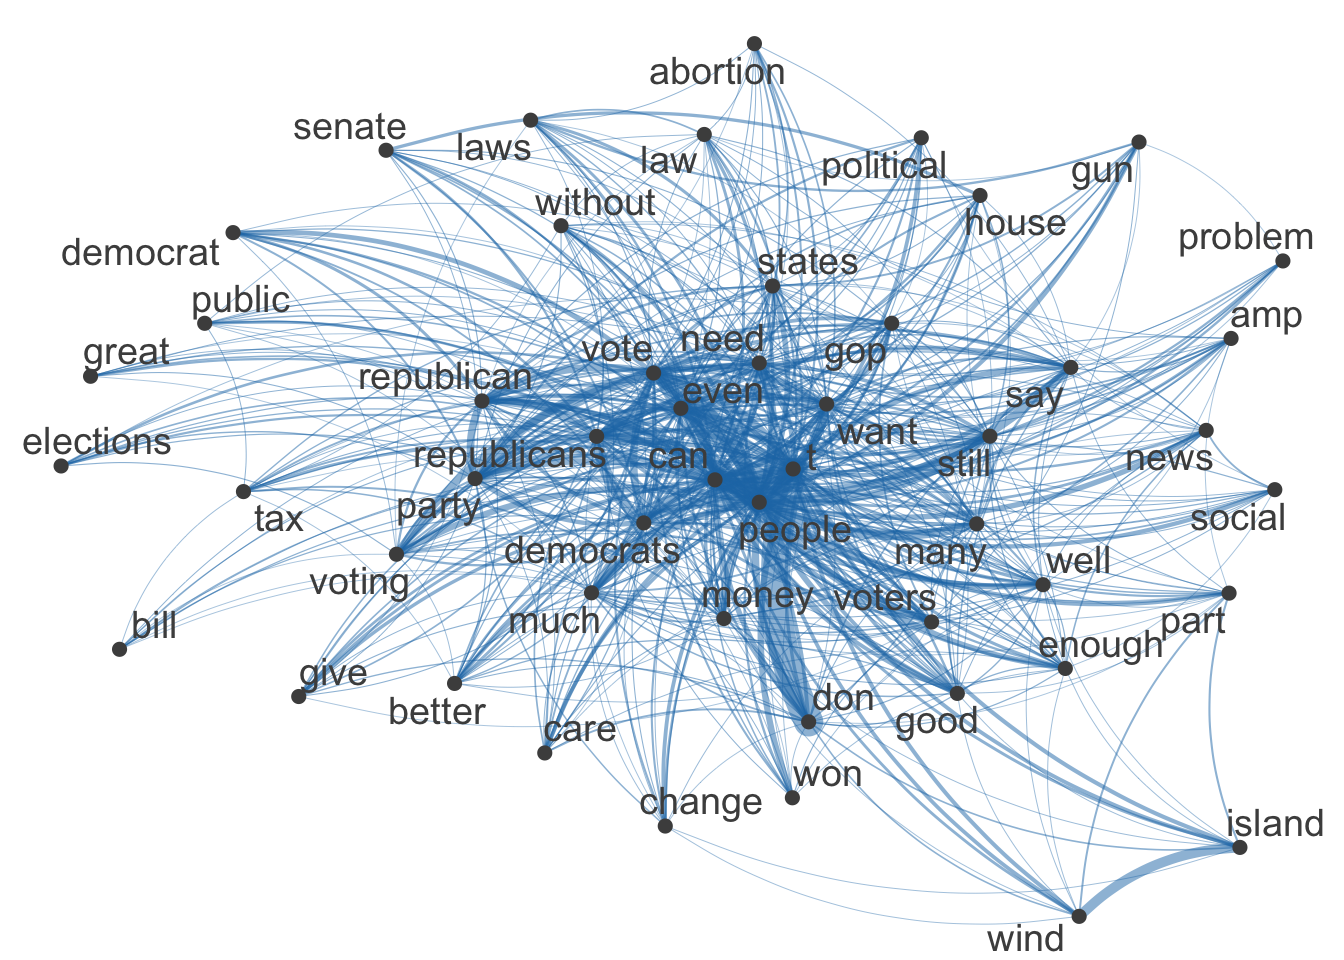 abortion
senate
laws
law
political
gun
without
house
democrat
problem
states
public
amp
great
vote
need
gop
republican
even
say
elections
republicans
can
t
want
still
news
party
tax
people
social
democrats
many
voting
well
bill
much
money
voters
part
enough
give
better
don
good
care
won
change
island
wind